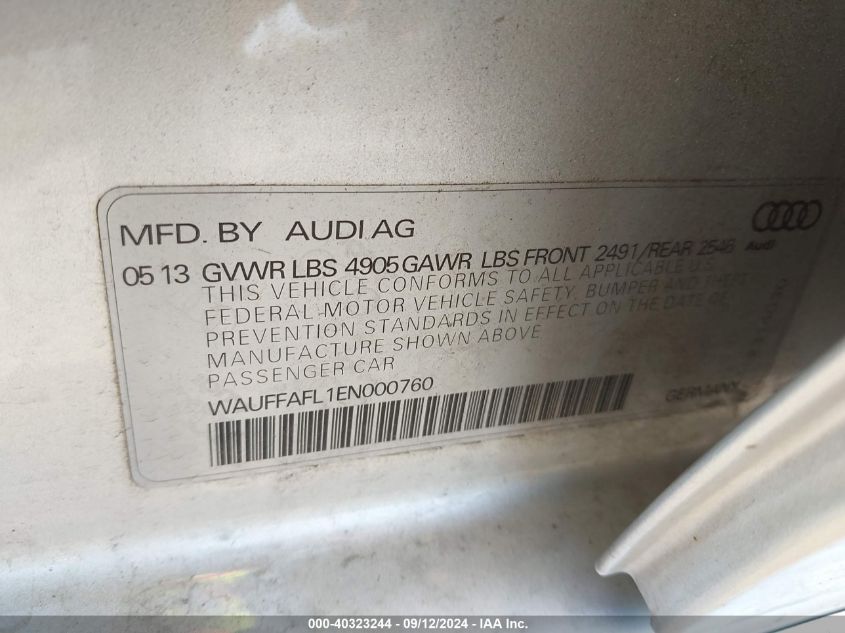 MFD. BY AUDI AG
05 13 GVWR LBS 4905 GAWR LBS FRONT 2491/REAR 2546
Audi
THIS VEHICLE CONFORMS TO ALL APPLICABLE U.S.
FEDERAL MOTOR VEHICLE SAFETY, BUMPER AND THEFT
PREVENTION STANDARDS IN EFFECT ON THE DATE OF
MANUFACTURE SHOWN ABOVE
PASSENGER CAR
WAUFFAFL1EN000760
GERMANY
000-40323244 - 09/12/2024 - IAA Inc.